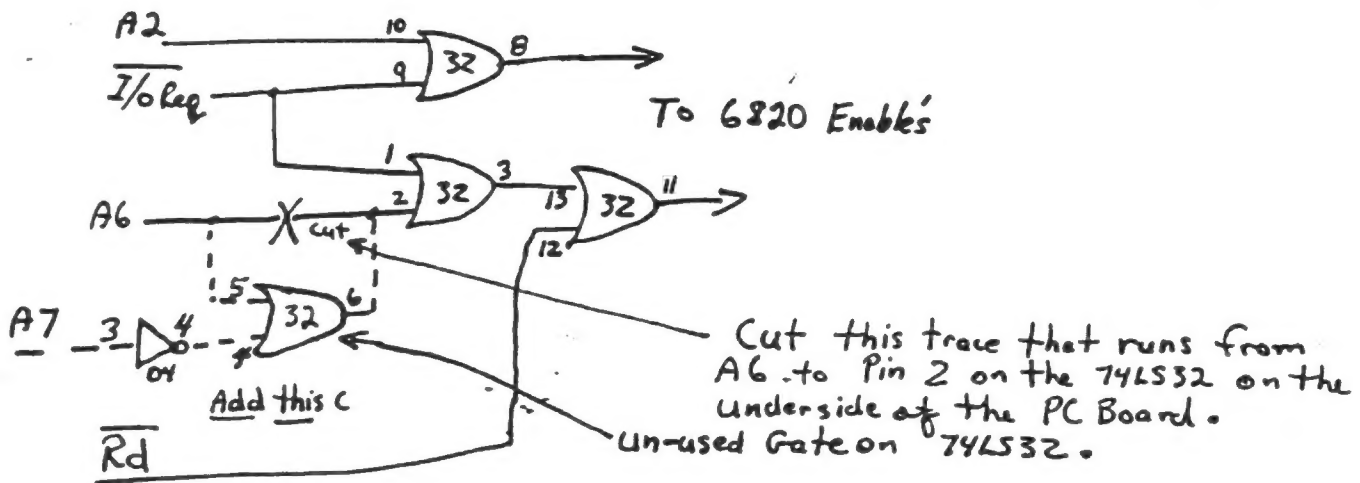 A2
10
32
8
I/o Req
9
To 6820 Enables
1
32
3
13
32
11
2
12
A6
cut
5
32
6
A7
3
4
04
4
Add this C
Cut this trace that runs from
A6 to Pin 2 on the 74LS32 on the
underside of the PC Board.
un-used Gate on 74LS32.
Rd